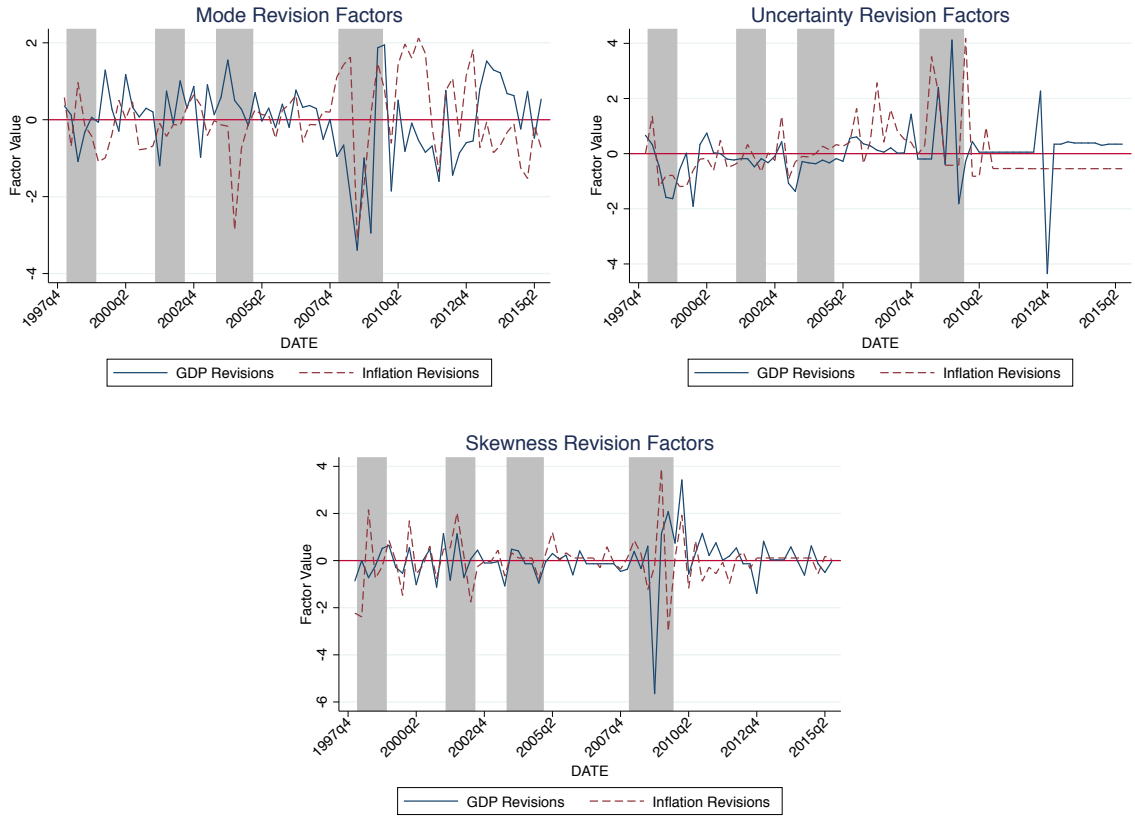 Mode Revision Factors
Factor Value
2
0
-2
-4
1997q4
2000q2
2002q4
2005q2
2007q4
2010q2
2012q4
2015q2
DATE
GDP Revisions
Inflation Revisions
Uncertainty Revision Factors
Factor Value
4
2
0
-2
-4
1997q4
2000q2
2002q4
2005q2
2007q4
2010q2
2012q4
2015q2
DATE
GDP Revisions
Inflation Revisions
Skewness Revision Factors
Factor Value
4
2
0
-2
-4
-6
1997q4
2000q2
2002q4
2005q2
2007q4
2010q2
2012q4
2015q2
DATE
GDP Revisions
Inflation Revisions